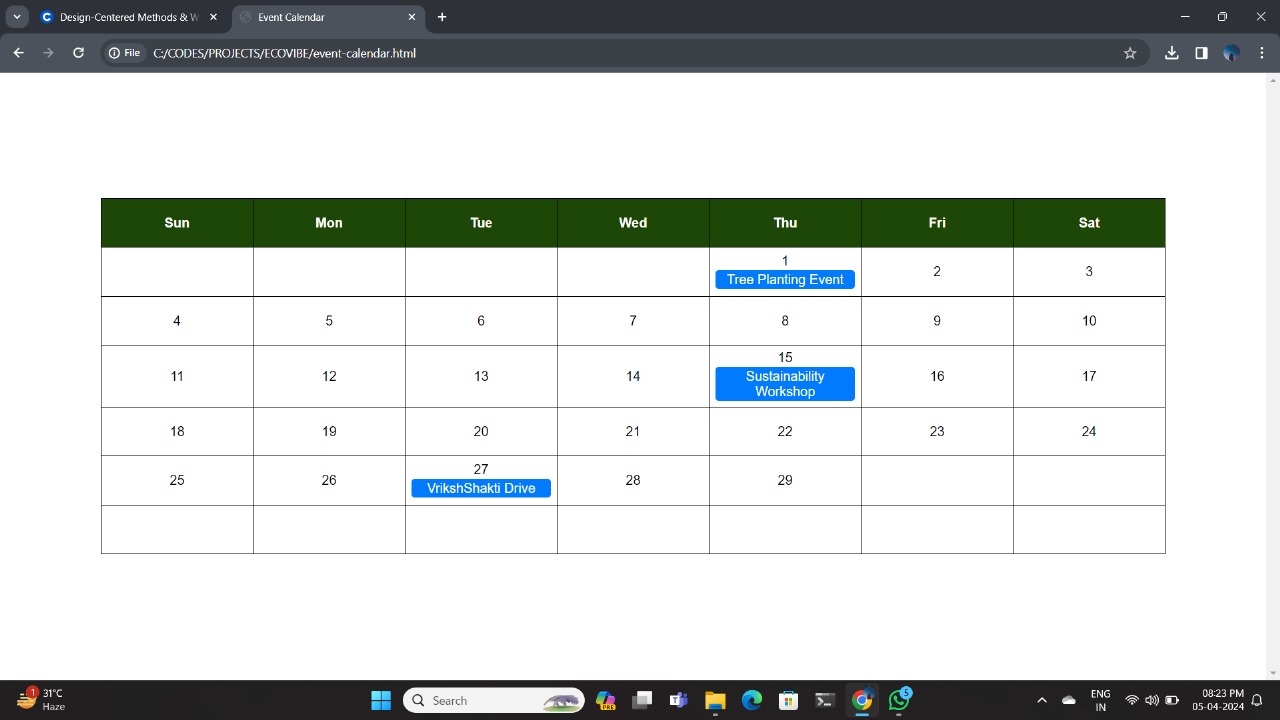 Design-Centered Methods & W
Event Calendar
File
C:/CODES/PROJECTS/ECOVIBE/event-calendar.html
Sun Mon Tue Wed Thu Fri Sat
1 2 3
Tree Planting Event
4 5 6 7 8 9 10
11 12 13 14 15 16 17
Sustainability
Workshop
18 19 20 21 22 23 24
25 26 27 28 29
VrikshShakti Drive
1
31°C
Haze
Search
PRE
5
ENG
IN
08:23 PM
05-04-2024